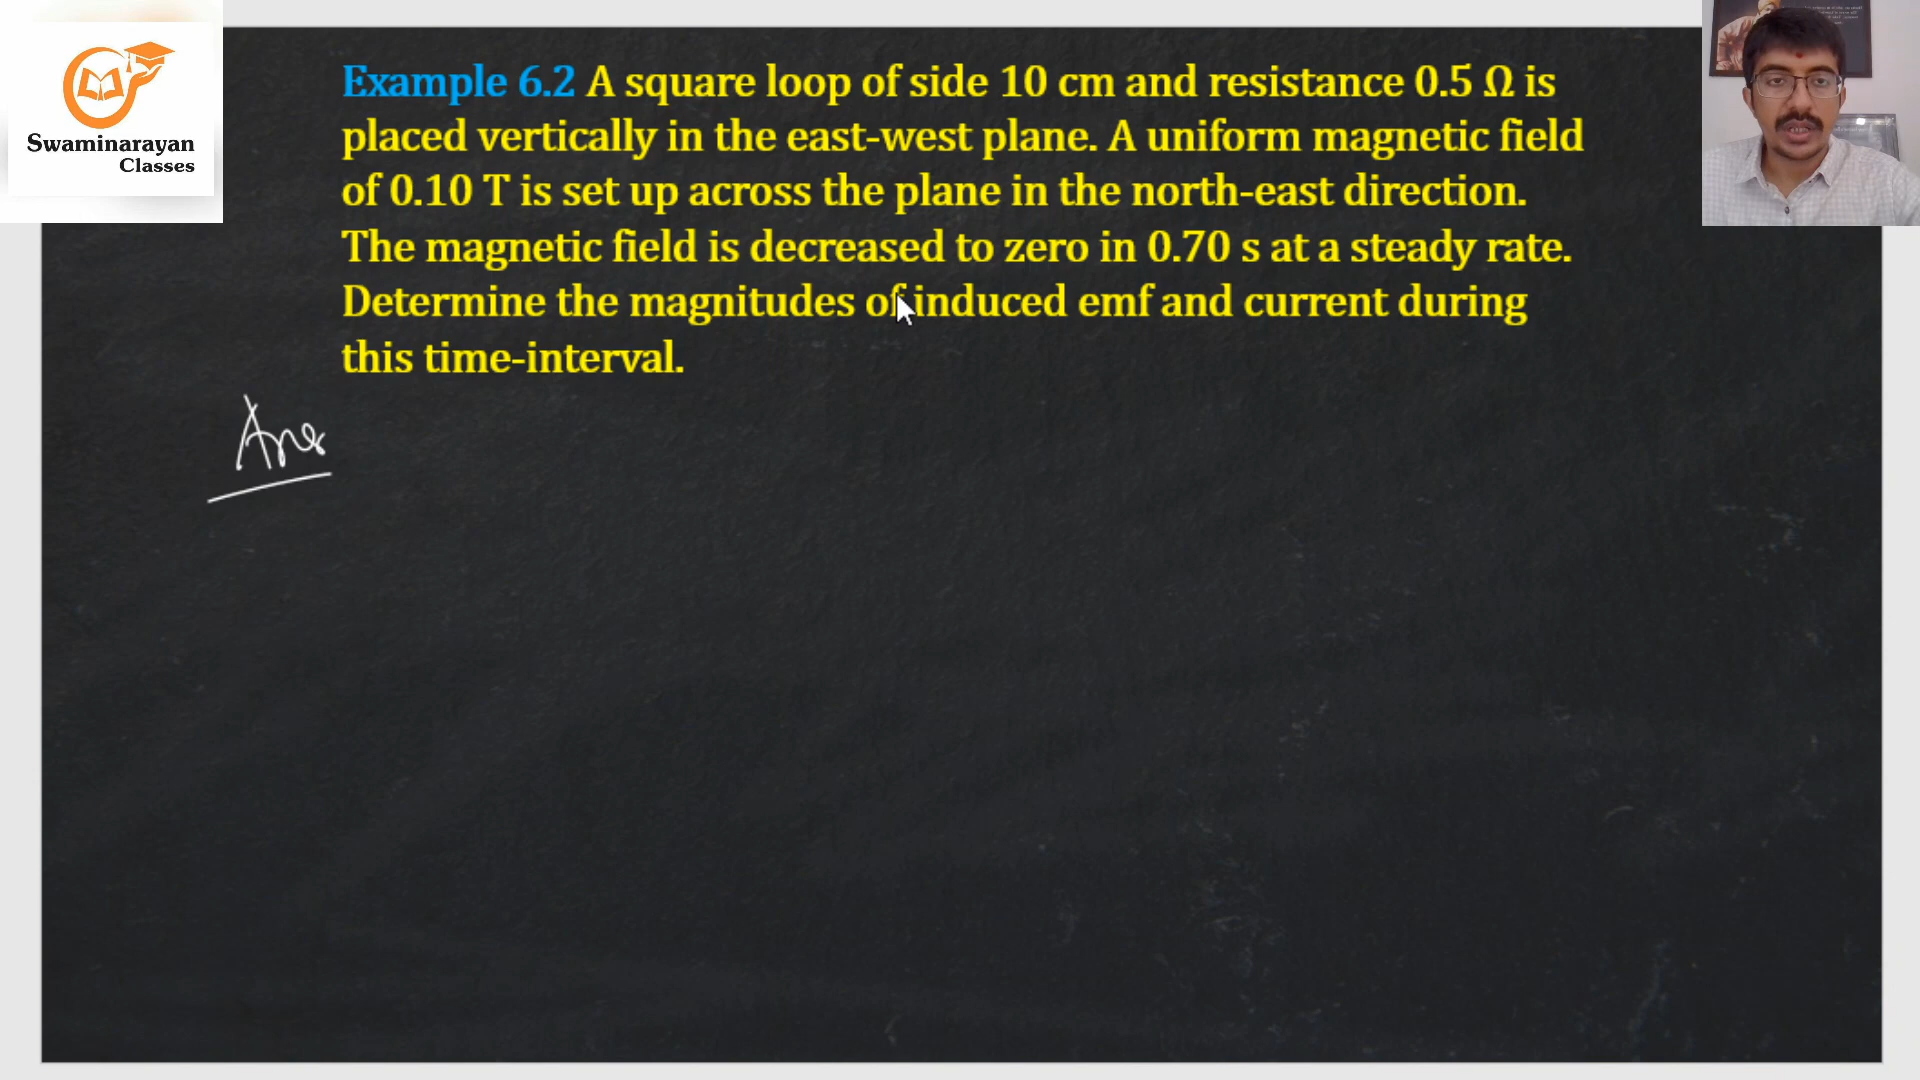 Swaminarayan
Classes
Example 6.2 A square loop of side 10 cm and resistance 0.5 Ω is
placed vertically in the east-west plane. A uniform magnetic field
of 0.10 T is set up across the plane in the north-east direction.
The magnetic field is decreased to zero in 0.70 s at a steady rate.
Determine the magnitudes of induced emf and current during
this time-interval.
Ans